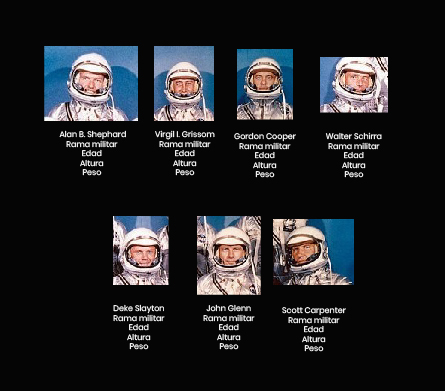 Alan B. Shephard
Rama militar
Edad
Altura
Peso
Virgil I. Grissom
Rama militar
Edad
Altura
Peso
Gordon Cooper
Rama militar
Edad
Altura
Peso
Walter Schirra
Rama militar
Edad
Altura
Peso
Deke Slayton
Rama militar
Edad
Altura
Peso
John Glenn
Rama militar
Edad
Altura
Peso
Scott Carpenter
Rama militar
Edad
Altura
Peso